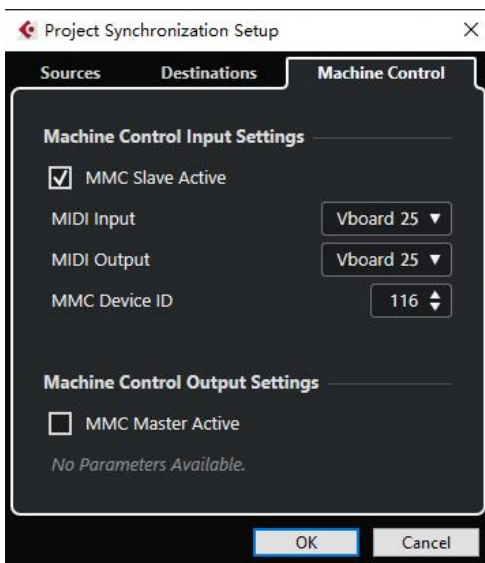 Project Synchronization Setup
Sources Destinations Machine Control
Machine Control Input Settings
MMC Slave Active
MIDI Input Vboard 25
MIDI Output Vboard 25
MMC Device ID 116
Machine Control Output Settings
MMC Master Active
No Parameters Available.
OK Cancel